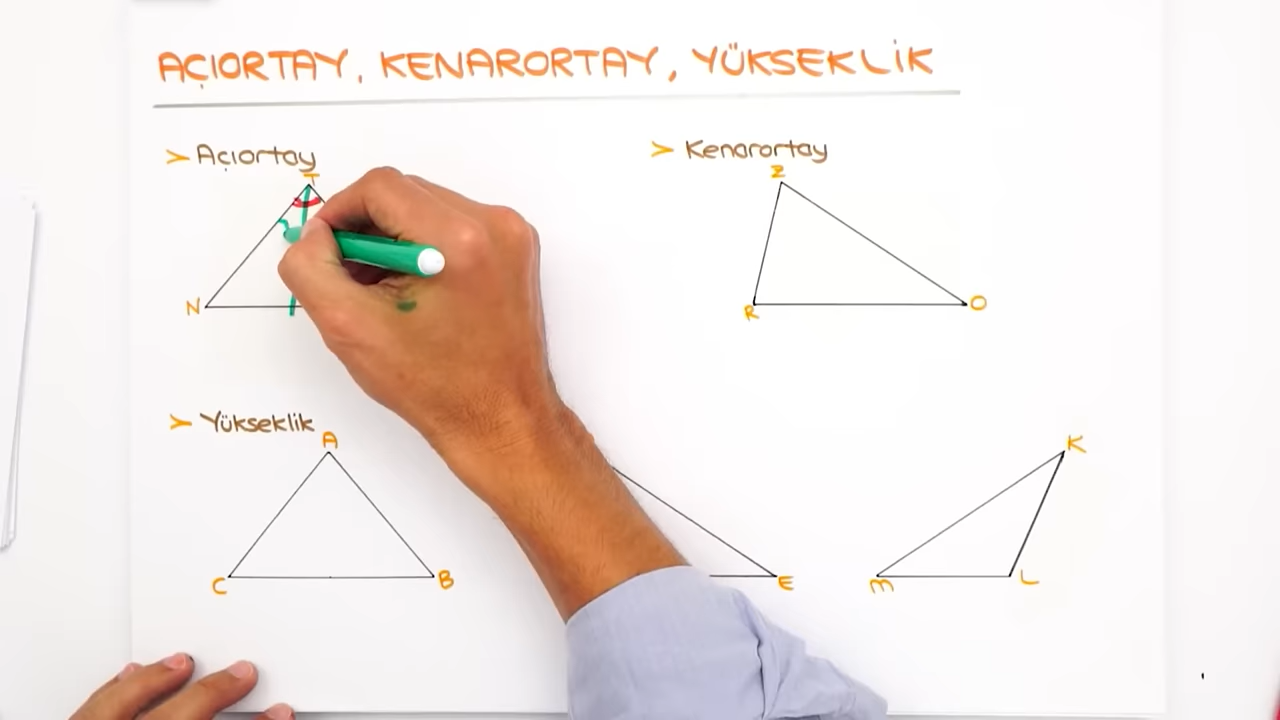 AÇIORTAY, KENARORTAY, YÜKSEKLİK
> Açıortay
> Kenarortay
T
Z
N
R
O
> Yükseklik
A
K
C
B
E
M
L